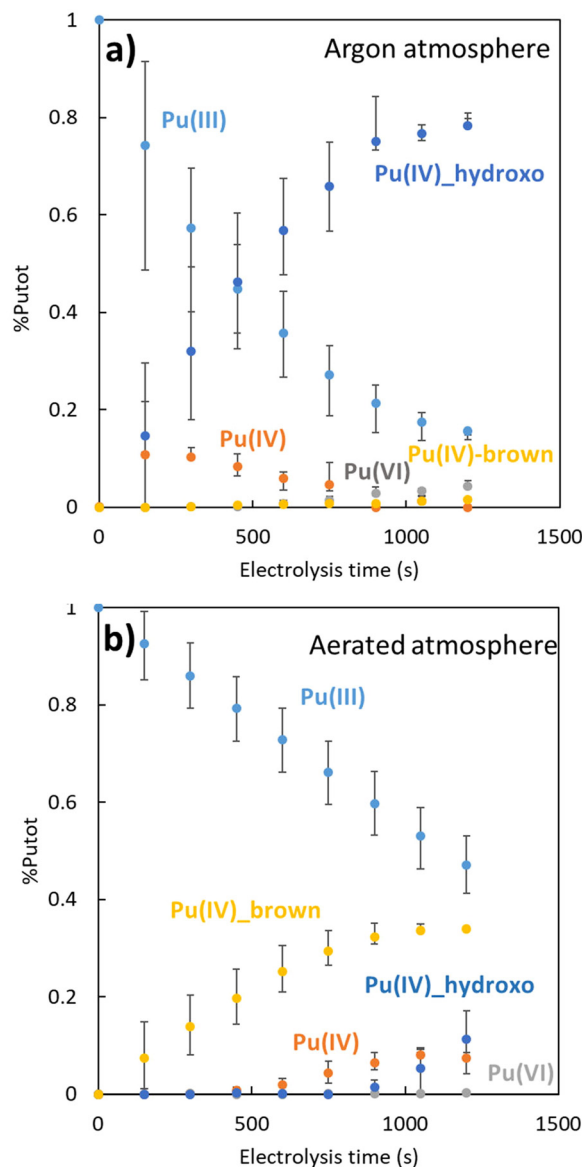 a) Argon atmosphere
1
Pu(III)
0.8
Pu(IV)_hydroxo
0.6
%Putot
0.4
0.2
Pu(IV)
Pu(VI)
Pu(IV)-brown
0
0 500 1000 1500
Electrolysis time (s)
b) Aerated atmosphere
1
Pu(III)
0.8
0.6
%Putot
0.4
Pu(IV)_brown
Pu(IV)_hydroxo
0.2
Pu(IV)
Pu(VI)
0
0 500 1000 1500
Electrolysis time (s)